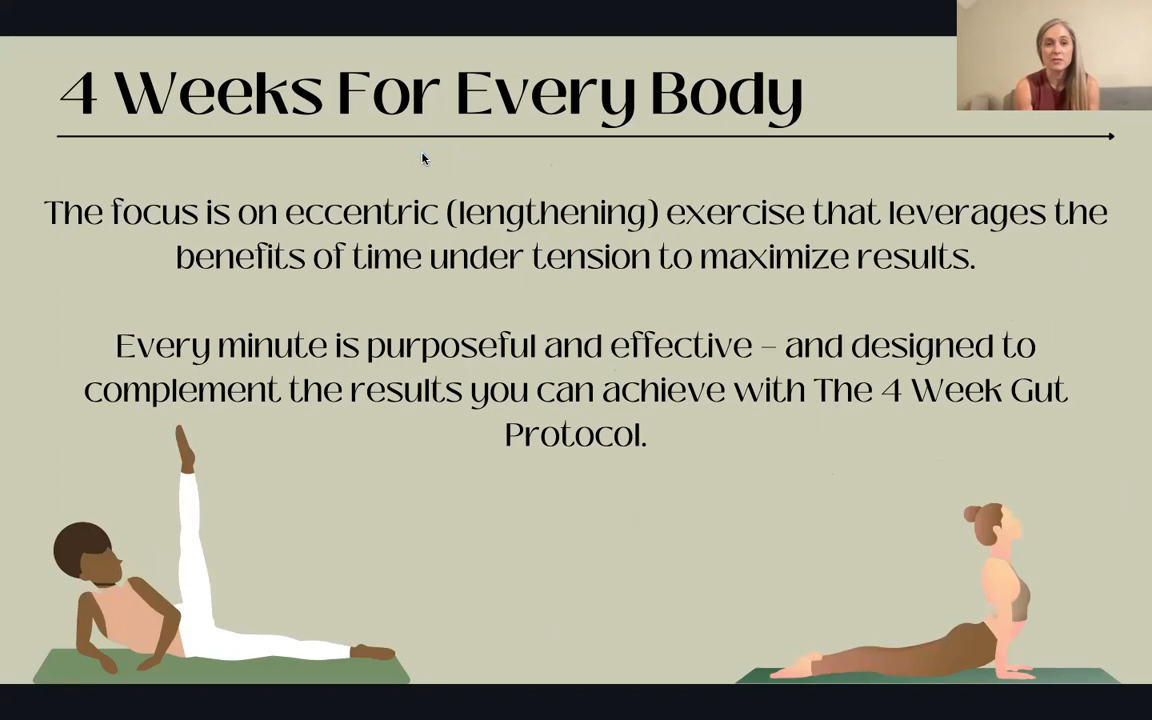 4 Weeks For Every Body
The focus is on eccentric (lengthening) exercise that leverages the
benefits of time under tension to maximize results.
Every minute is purposeful and effective – and designed to
complement the results you can achieve with The 4 Week Gut
Protocol.